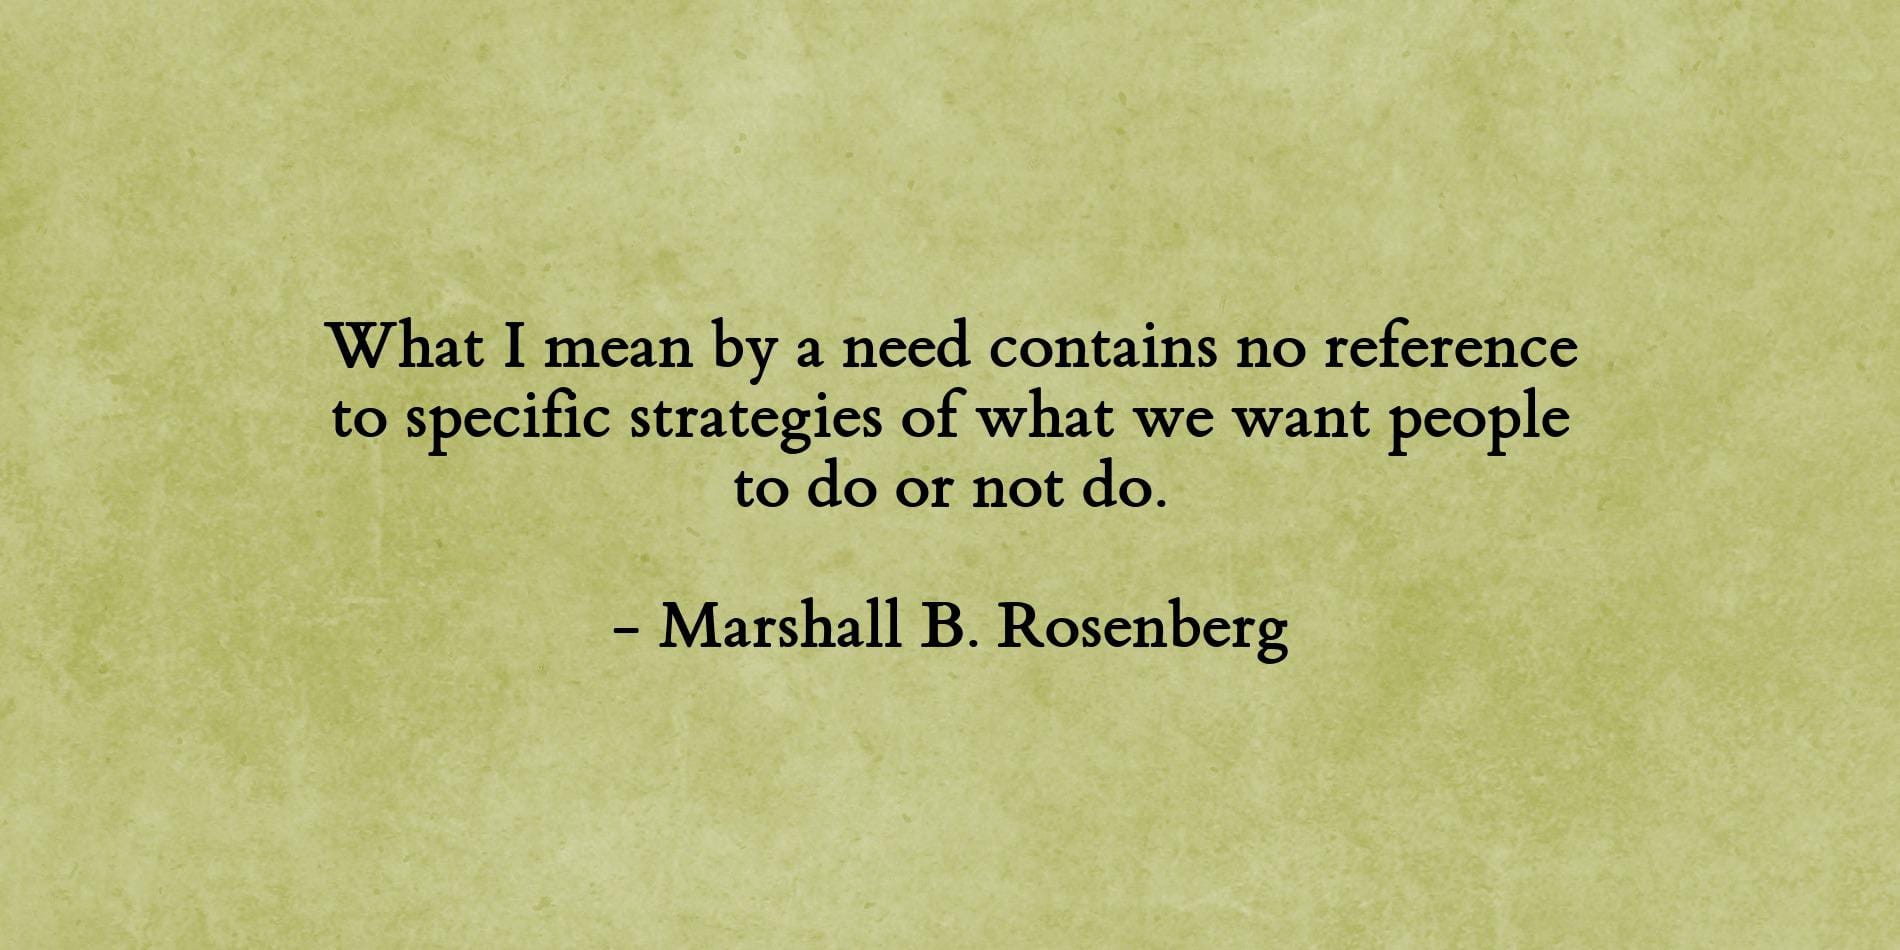 What I mean by a need contains no reference
to specific strategies of what we want people
to do or not do.
- Marshall B. Rosenberg